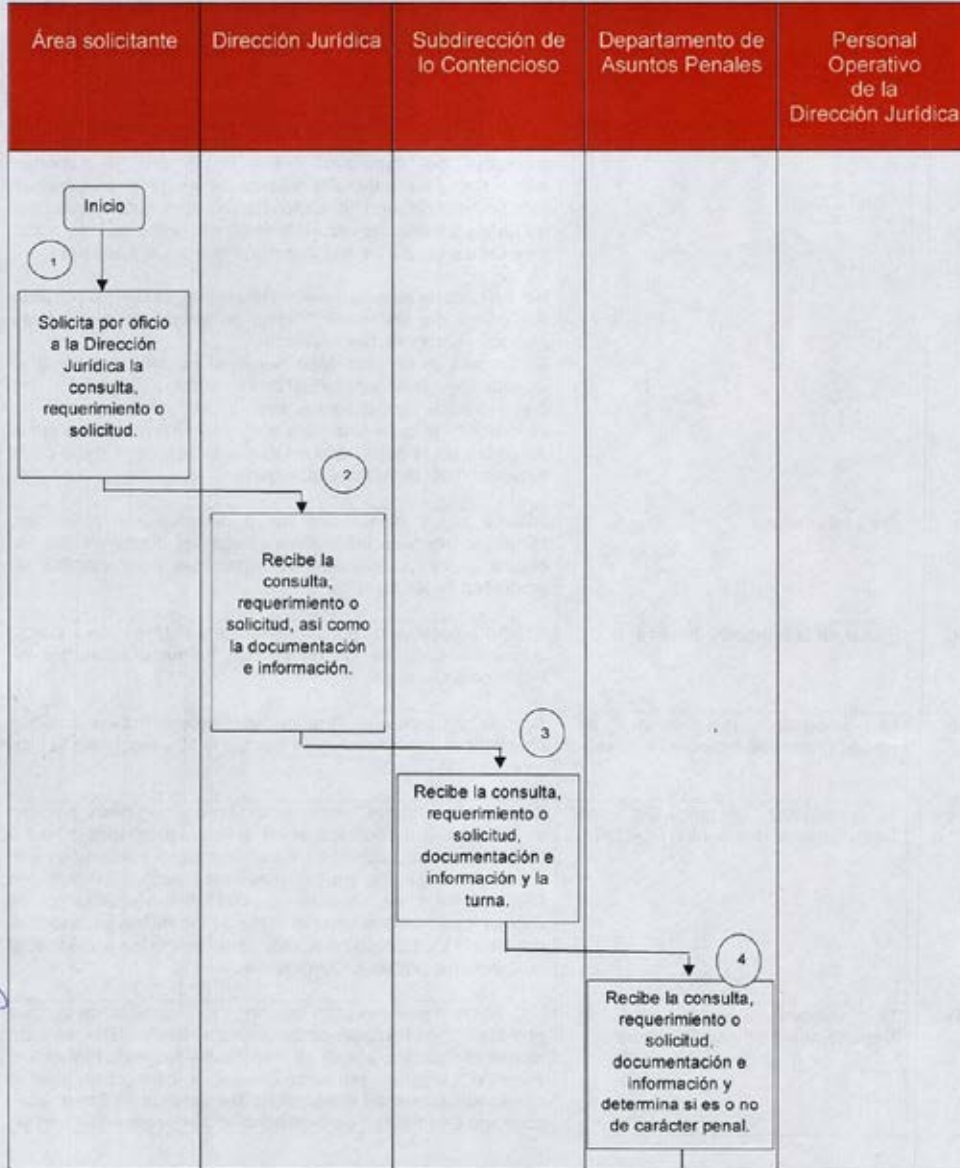 Área solicitante
Dirección Jurídica
Subdirección de
lo Contencioso
Departamento de
Asuntos Penales
Personal
Operativo
de la
Dirección Jurídica
Inicio
1
Solicita por oficio
a la Dirección
Jurídica la
consulta,
requerimiento o
solicitud.
2
Recibe la
consulta,
requerimiento o
solicitud, así como
la documentación
e información.
3
Recibe la consulta,
requerimiento o
solicitud,
documentación e
información y la
turna.
4
Recibe la consulta,
requerimiento o
solicitud,
documentación e
información y
determina si es o no
de carácter penal.